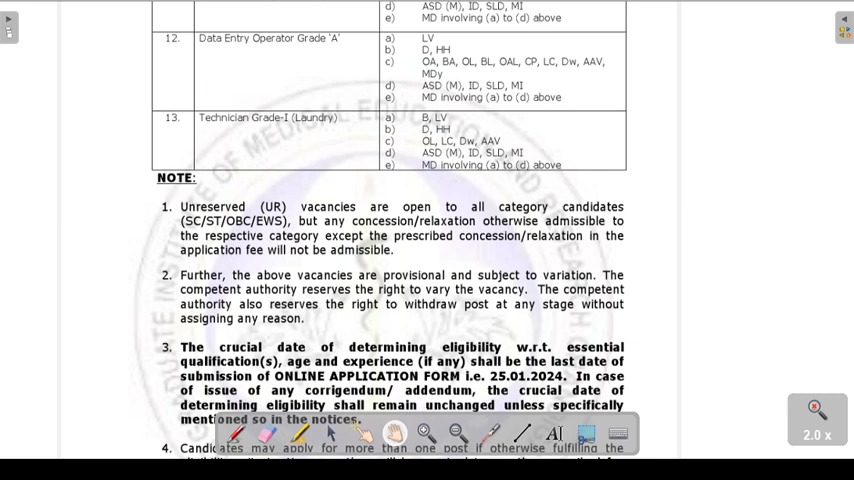 d) ASD (M), ID, SLD, MI
e) MD involving (a) to (d) above
12. Data Entry Operator Grade ‘A’ a) LV
b) D, HH
c) OA, BA, OL, BL, OAL, CP, LC, Dw, AAV,
MDy
d) ASD (M), ID, SLD, MI
e) MD involving (a) to (d) above
13. Technician Grade-I (Laundry) a) B, LV
b) D, HH
c) OL, LC, Dw, AAV
d) ASD (M), ID, SLD, MI
e) MD involving (a) to (d) above
NOTE:
1. Unreserved (UR) vacancies are open to all category candidates
(SC/ST/OBC/EWS), but any concession/relaxation otherwise admissible to
the respective category except the prescribed concession/relaxation in the
application fee will not be admissible.
2. Further, the above vacancies are provisional and subject to variation. The
competent authority reserves the right to vary the vacancy. The competent
authority also reserves the right to withdraw post at any stage without
assigning any reason.
3. The crucial date of determining eligibility w.r.t. essential
qualification(s), age and experience (if any) shall be the last date of
submission of ONLINE APPLICATION FORM i.e. 25.01.2024. In case
of issue of any corrigendum/ addendum, the crucial date of
determining eligibility shall remain unchanged unless specifically
mentioned so in the notices.
4. Candidates may apply for more than one post if otherwise fulfilling the
AI
2.0 x